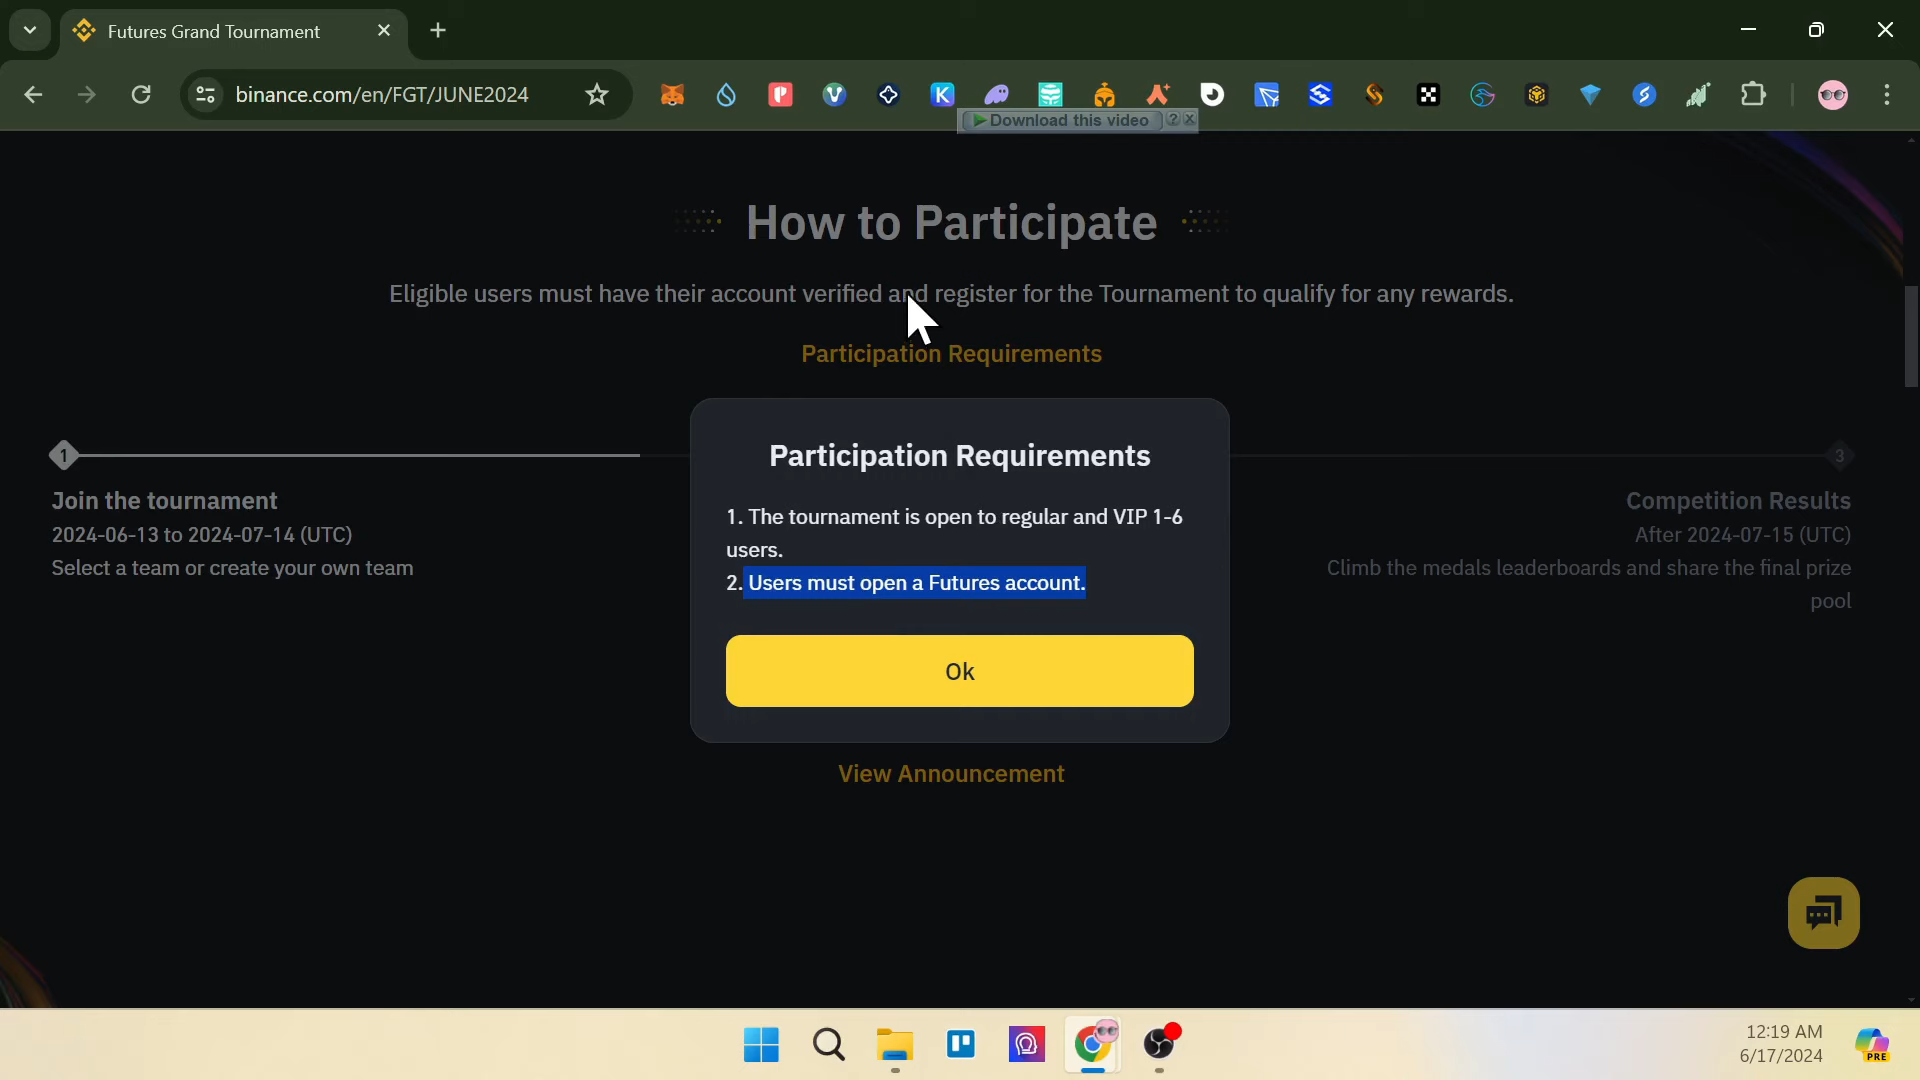 Futures Grand Tournament
binance.com/en/FGT/JUNE2024
Download this video
?
How to Participate
Eligible users must have their account verified and register for the Tournament to qualify for any rewards.
Participation Requirements
Participation Requirements
1. The tournament is open to regular and VIP 1-6
users.
2. Users must open a Futures account.
Ok
1
Join the tournament
2024-06-13 to 2024-07-14 (UTC)
Select a team or create your own team
3
Competition Results
After 2024-07-15 (UTC)
Climb the medals leaderboards and share the final prize
pool
View Announcement
12:19 AM
6/17/2024
PRE